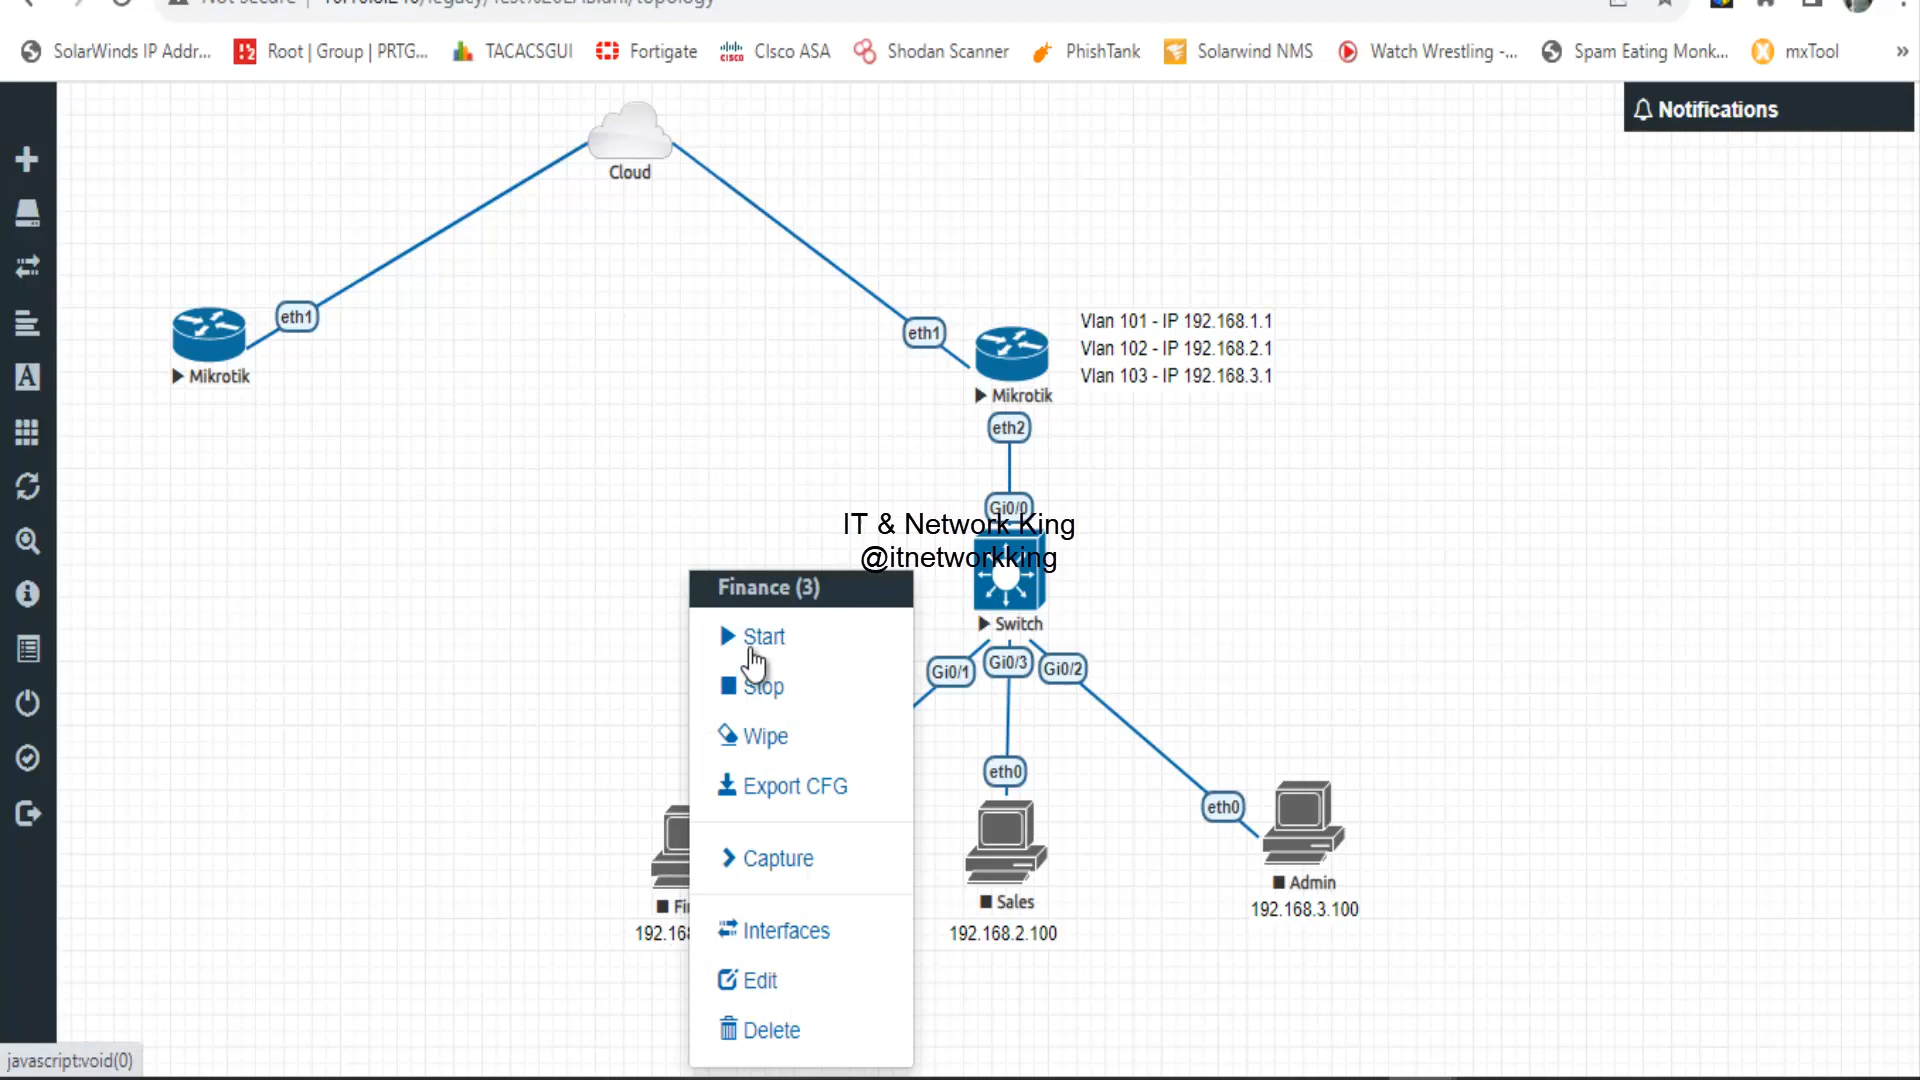 SolarWinds IP Addr...
Root | Group | PRTG...
TACACSGUI
Fortigate
CIsco ASA
Shodan Scanner
PhishTank
Solarwind NMS
Watch Wrestling -...
Spam Eating Monk...
mxTool
»
Notifications
Cloud
eth1
Mikrotik
eth1
Vlan 101 - IP 192.168.1.1
Vlan 102 - IP 192.168.2.1
Vlan 103 - IP 192.168.3.1
Mikrotik
eth2
Gi0/0
IT & Network King
@itnetworkking
Switch
Gi0/1
Gi0/3
Gi0/2
Finance (3)
Start
Stop
Wipe
Export CFG
Capture
Interfaces
Edit
Delete
eth0
eth0
Fi
192.16
Sales
192.168.2.100
Admin
192.168.3.100
javascript:void(0)